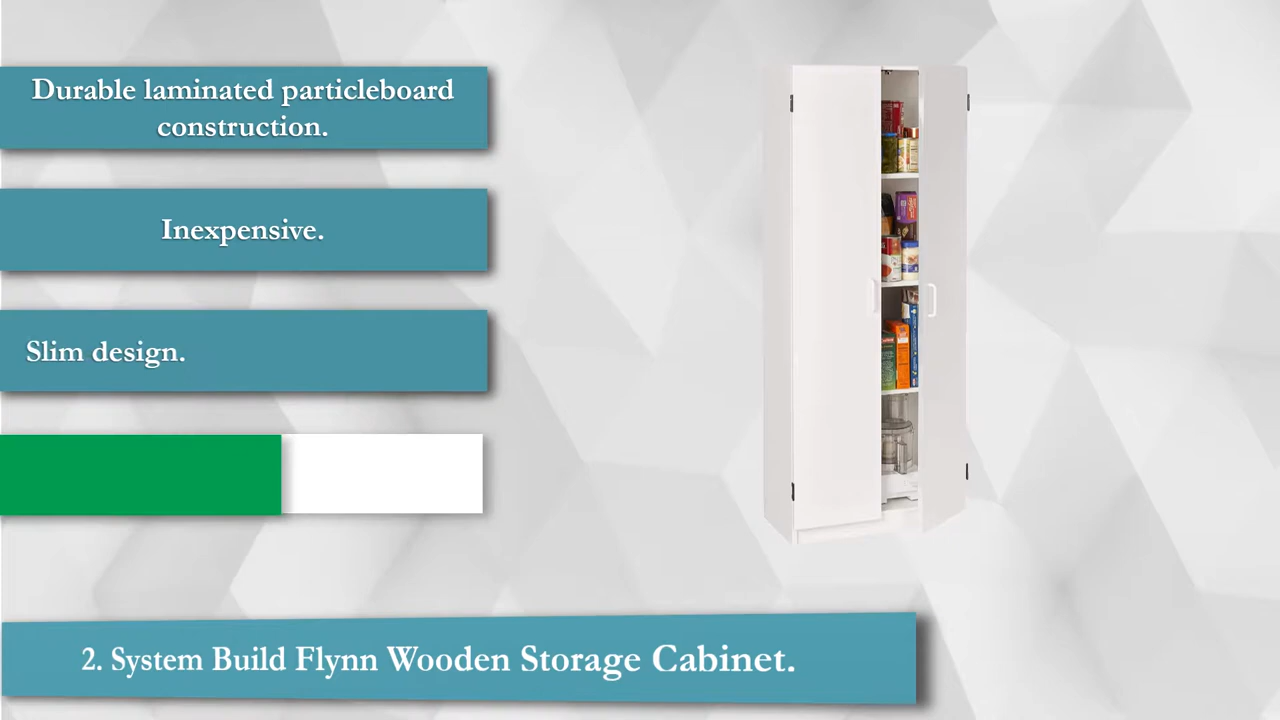 Durable laminated particleboard
construction.
Inexpensive.
Slim design.
2. System Build Flynn Wooden Storage Cabinet.